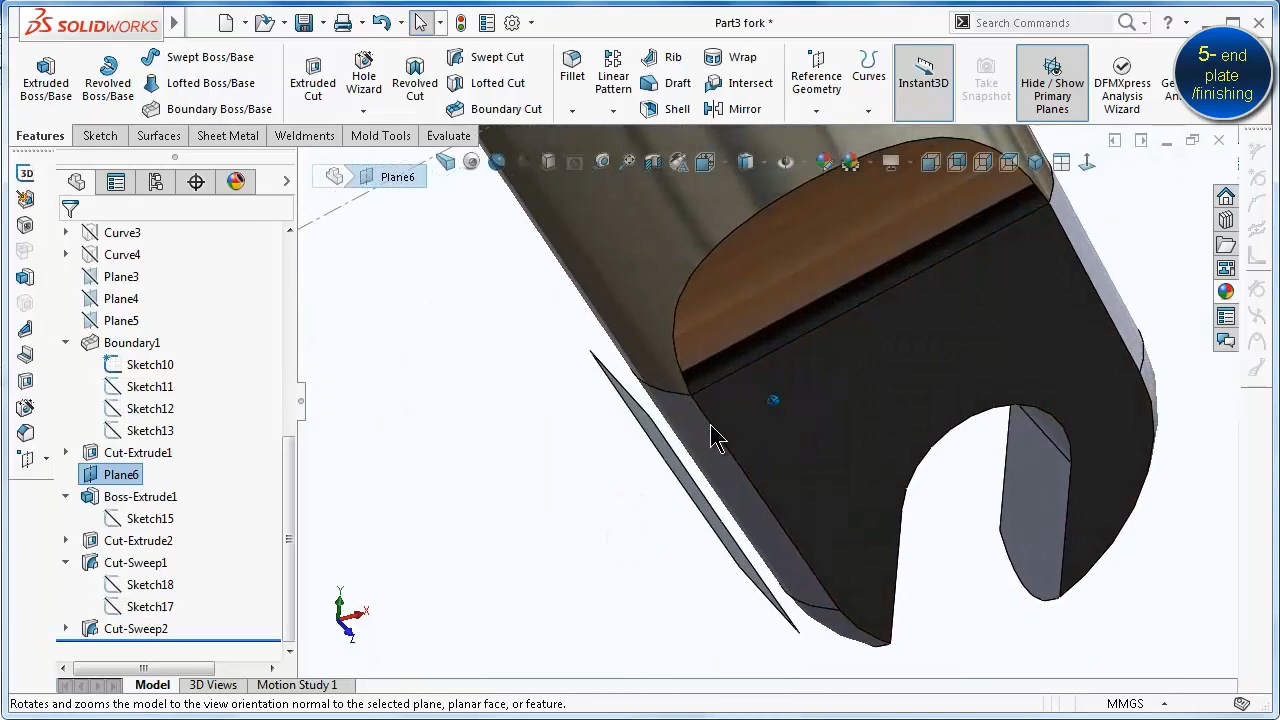 SOLIDWORKS
Part3 fork *
Search Commands
?
5- end
plate
/finishing
Extruded
Boss/Base
Revolved
Boss/Base
Swept Boss/Base
Lofted Boss/Base
Boundary Boss/Base
Extruded
Cut
Hole
Wizard
Revolved
Cut
Swept Cut
Lofted Cut
Boundary Cut
Fillet
Linear
Pattern
Rib
Draft
Shell
Wrap
Intersect
Mirror
Reference
Geometry
Curves
Instant3D
Take
Snapshot
Hide / Show
Primary
Planes
DFMXpress
Analysis
Wizard
Features
Sketch
Surfaces
Sheet Metal
Weldments
Mold Tools
Evaluate
3D
Plane6
Curve3
Curve4
Plane3
Plane4
Plane5
Boundary1
Sketch10
Sketch11
Sketch12
Sketch13
Cut-Extrude1
Plane6
Boss-Extrude1
Sketch15
Cut-Extrude2
Cut-Sweep1
Sketch18
Sketch17
Cut-Sweep2
Y
X
Z
Model
3D Views
Motion Study 1
Rotates and zooms the model to the view orientation normal to the selected plane, planar face, or feature.
MMGS